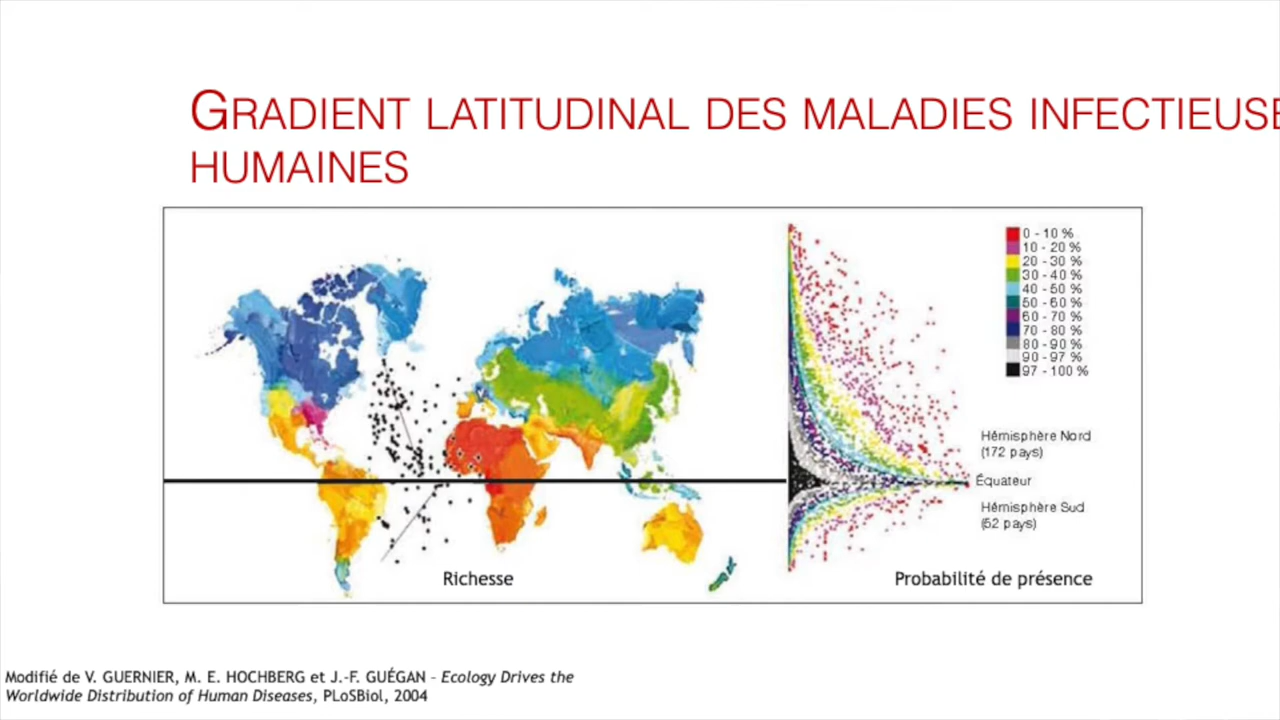 GRADIENT LATITUDINAL DES MALADIES INFECTIEUSE
HUMAINES
0 - 10 %
10 - 20 %
20 - 30 %
30 - 40 %
40 - 50 %
50 - 60 %
60 - 70 %
70 - 80 %
80 - 90 %
90 - 97 %
97 - 100 %
Hémisphère Nord
(172 pays)
Équateur
Hémisphère Sud
(52 pays)
Richesse
Probabilité de présence
Modifié de V. GUERNIER, M. E. HOCHBERG et J.-F. GUÉGAN – Ecology Drives the
Worldwide Distribution of Human Diseases, PLoSBiol, 2004